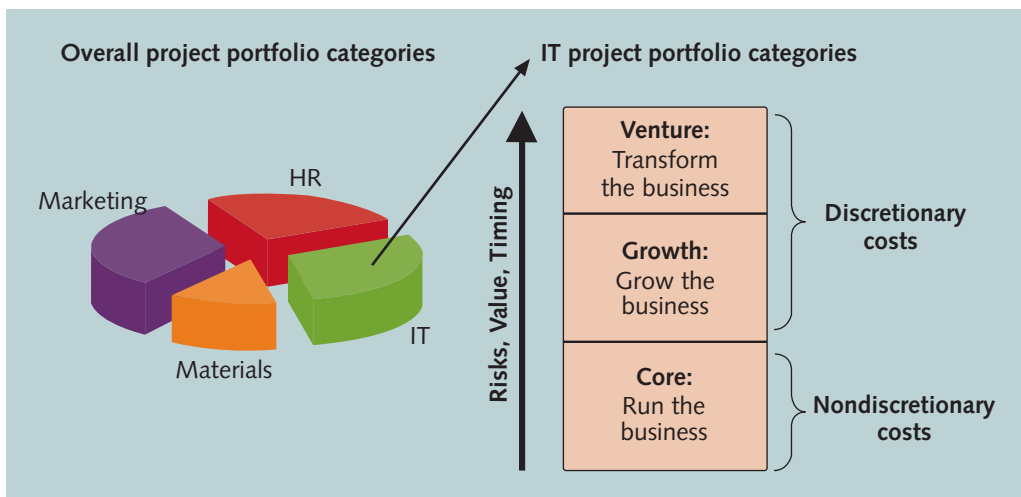 Overall project portfolio categories
IT project portfolio categories
Marketing
HR
Materials
IT
Risks, Value, Timing
Venture:
Transform
the business
Growth:
Grow the
business
Core:
Run the
business
Discretionary
costs
Nondiscretionary
costs